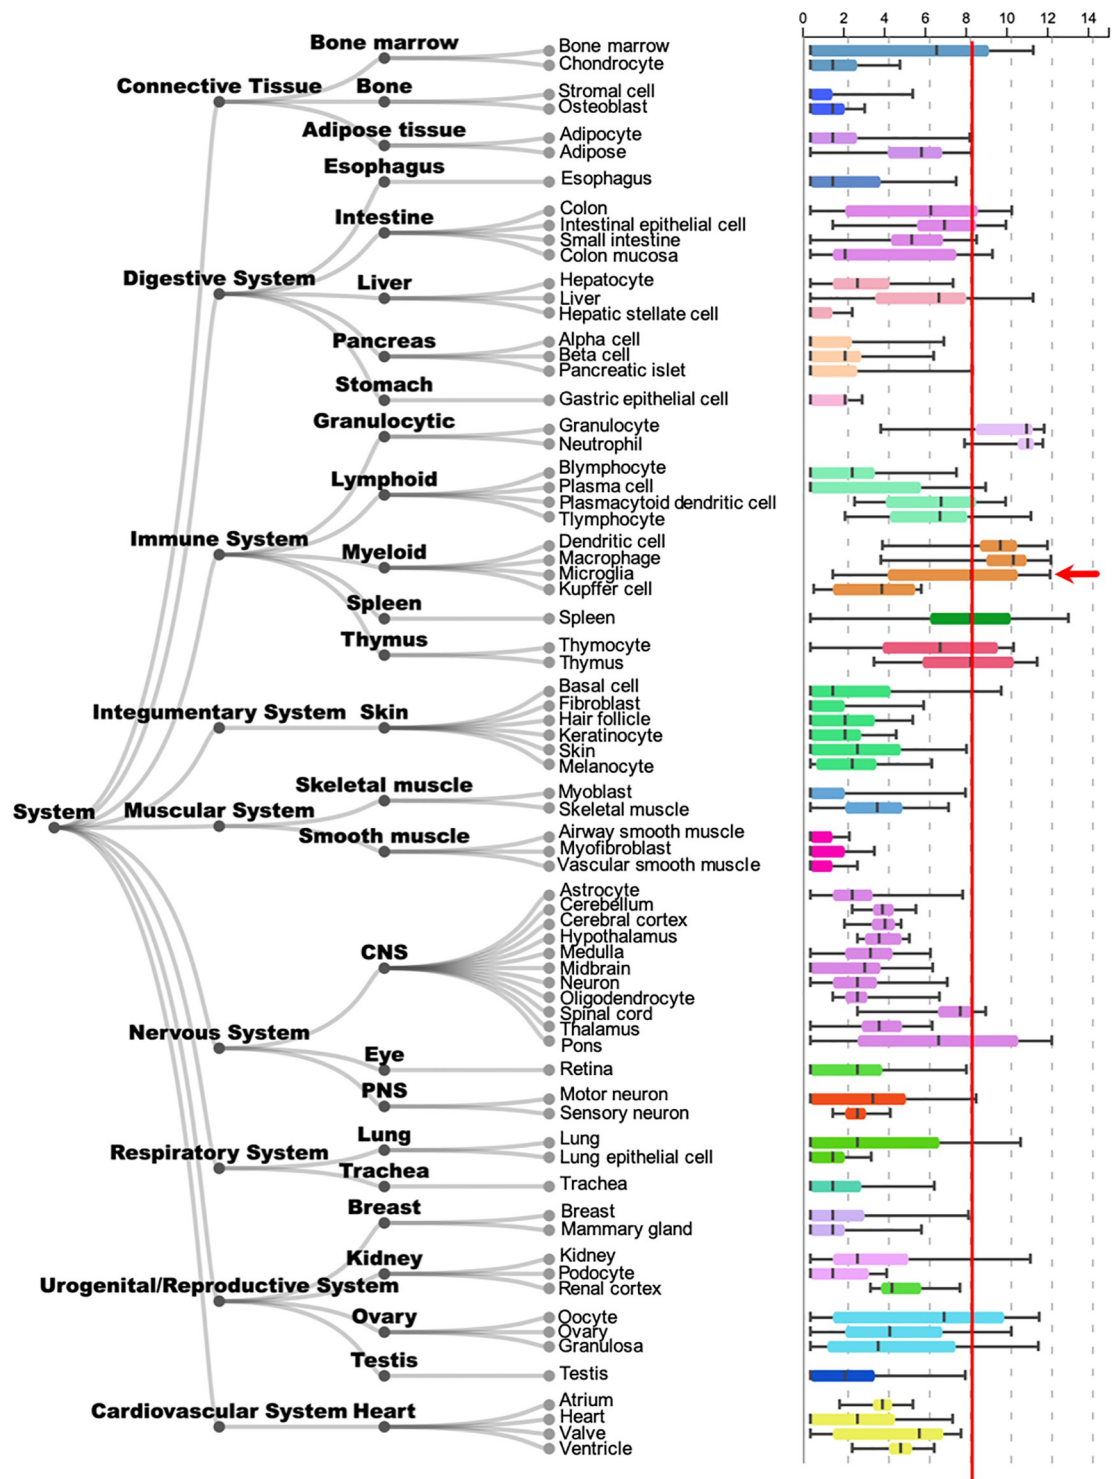 0 2 4 6 8 10 12 14
Bone marrow
Bone marrow
Chondrocyte
Connective Tissue
Bone
Stromal cell
Osteoblast
Adipose tissue
Adipocyte
Adipose
Esophagus
Esophagus
Intestine
Colon
Intestinal epithelial cell
Small intestine
Colon mucosa
Digestive System
Liver
Hepatocyte
Liver
Hepatic stellate cell
Pancreas
Alpha cell
Beta cell
Pancreatic islet
Stomach
Gastric epithelial cell
Granulocytic
Granulocyte
Neutrophil
Lymphoid
Blymphocyte
Plasma cell
Plasmacytoid dendritic cell
Tlymphocyte
Immune System
Myeloid
Dendritic cell
Macrophage
Microglia
Kupffer cell
Spleen
Spleen
Thymus
Thymocyte
Thymus
Integumentary System
Skin
Basal cell
Fibroblast
Hair follicle
Keratinocyte
Skin
Melanocyte
System
Muscular System
Skeletal muscle
Myoblast
Skeletal muscle
Smooth muscle
Airway smooth muscle
Myofibroblast
Vascular smooth muscle
Nervous System
CNS
Astrocyte
Cerebellum
Cerebral cortex
Hypothalamus
Medulla
Midbrain
Neuron
Oligodendrocyte
Spinal cord
Thalamus
Pons
Eye
Retina
PNS
Motor neuron
Sensory neuron
Respiratory System
Lung
Lung
Lung epithelial cell
Trachea
Trachea
Breast
Breast
Mammary gland
Urogenital/Reproductive System
Kidney
Kidney
Podocyte
Renal cortex
Ovary
Oocyte
Ovary
Granulosa
Testis
Testis
Cardiovascular System
Heart
Atrium
Heart
Valve
Ventricle